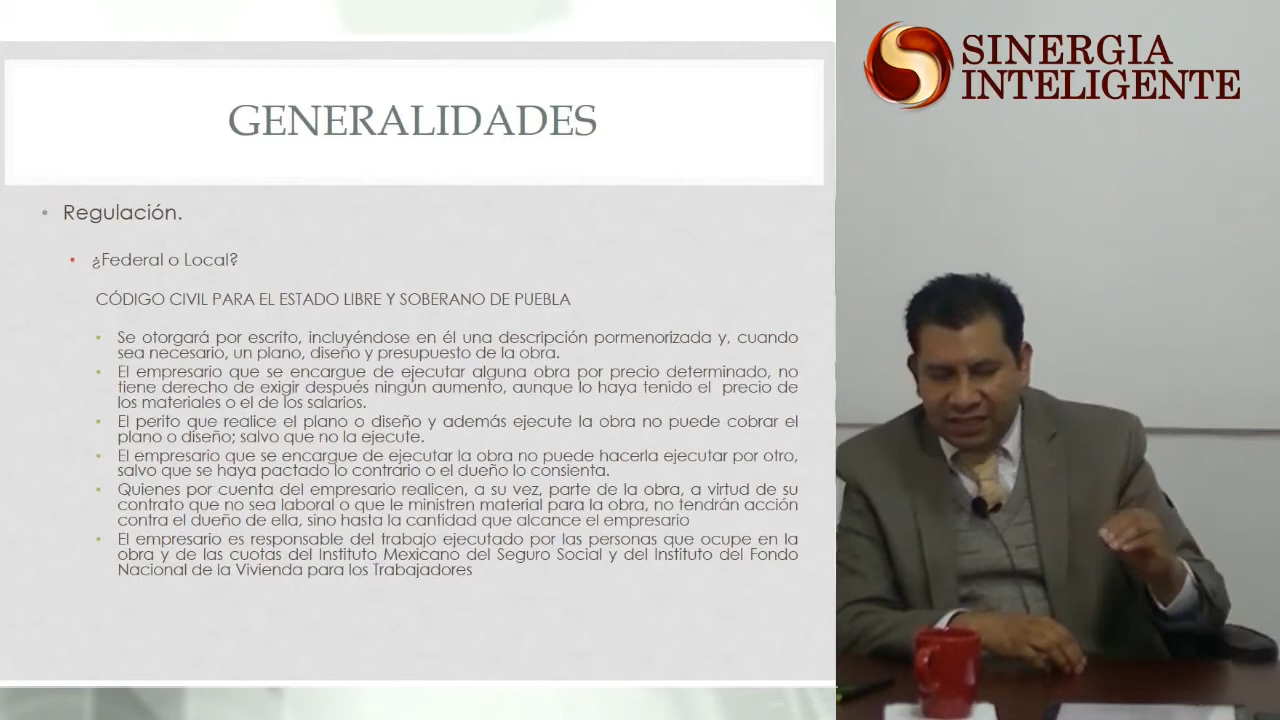 SINERGIA
INTELIGENTE
GENERALIDADES
• Regulación.
• ¿Federal o Local?
CÓDIGO CIVIL PARA EL ESTADO LIBRE Y SOBERANO DE PUEBLA
• Se otorgará por escrito, incluyéndose en él una descripción pormenorizada y, cuando
sea necesario, un plano, diseño y presupuesto de la obra.
• El empresario que se encargue de ejecutar alguna obra por precio determinado, no
tiene derecho de exigir después ningún aumento, aunque lo haya tenido el precio de
los materiales o el de los salarios.
• El perito que realice el plano o diseño y además ejecute la obra no puede cobrar el
plano o diseño; salvo que no la ejecute.
• El empresario que se encargue de ejecutar la obra no puede hacerla ejecutar por otro,
salvo que se haya pactado lo contrario o el dueño lo consienta.
• Quienes por cuenta del empresario realicen, a su vez, parte de la obra, a virtud de su
contrato que no sea laboral o que le ministren material para la obra, no tendrán acción
contra el dueño de ella, sino hasta la cantidad que alcance el empresario
• El empresario es responsable del trabajo ejecutado por las personas que ocupe en la
obra y de las cuotas del Instituto Mexicano del Seguro Social y del Instituto del Fondo
Nacional de la Vivienda para los Trabajadores